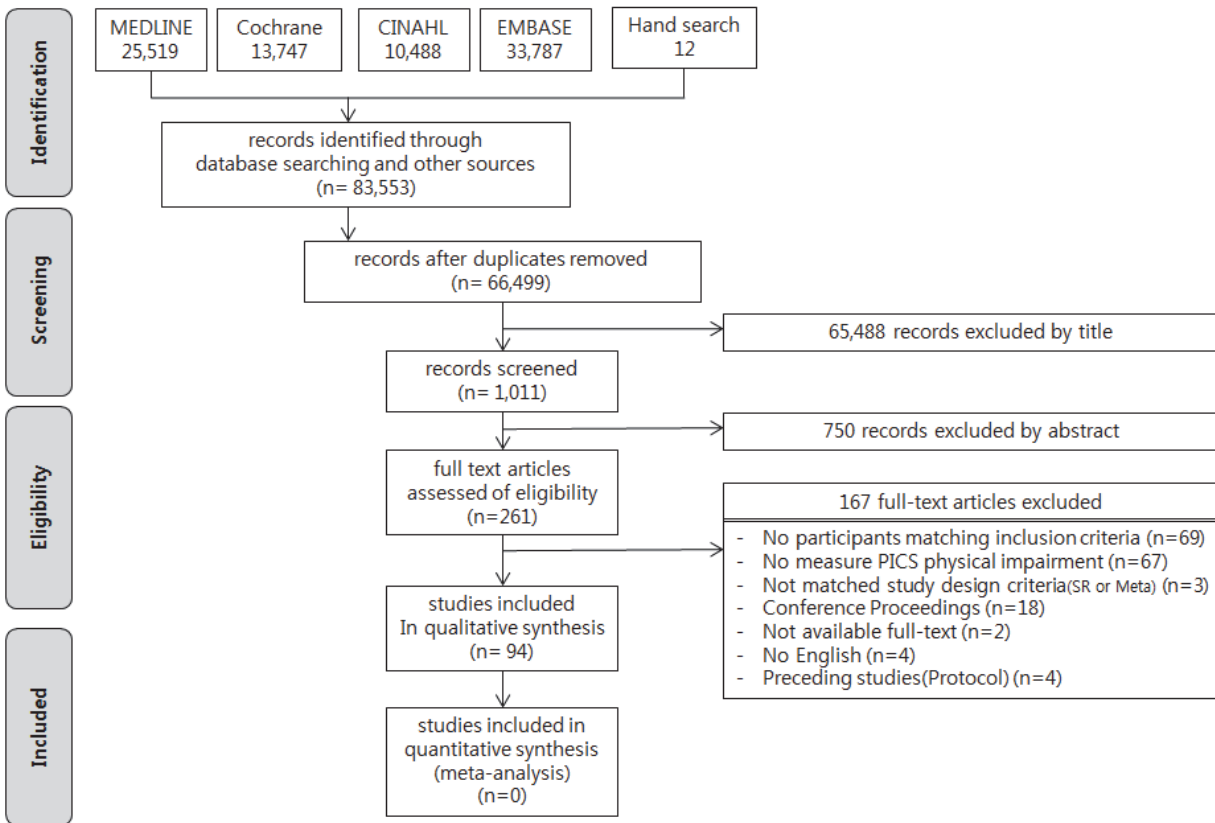 Identification
MEDLINE
25,519
Cochrane
13,747
CINAHL
10,488
EMBASE
33,787
Hand search
12
records identified through
database searching and other sources
(n= 83,553)
Screening
records after duplicates removed
(n= 66,499)
65,488 records excluded by title
records screened
(n= 1,011)
Eligibility
750 records excluded by abstract
full text articles
assessed of eligibility
(n=261)
167 full-text articles excluded
- No participants matching inclusion criteria (n=69)
- No measure PICS physical impairment (n=67)
- Not matched study design criteria(SR or Meta) (n=3)
- Conference Proceedings (n=18)
- Not available full-text (n=2)
- No English (n=4)
- Preceding studies(Protocol) (n=4)
studies included
In qualitative synthesis
(n= 94)
Included
studies included in
quantitative synthesis
(meta-analysis)
(n=0)